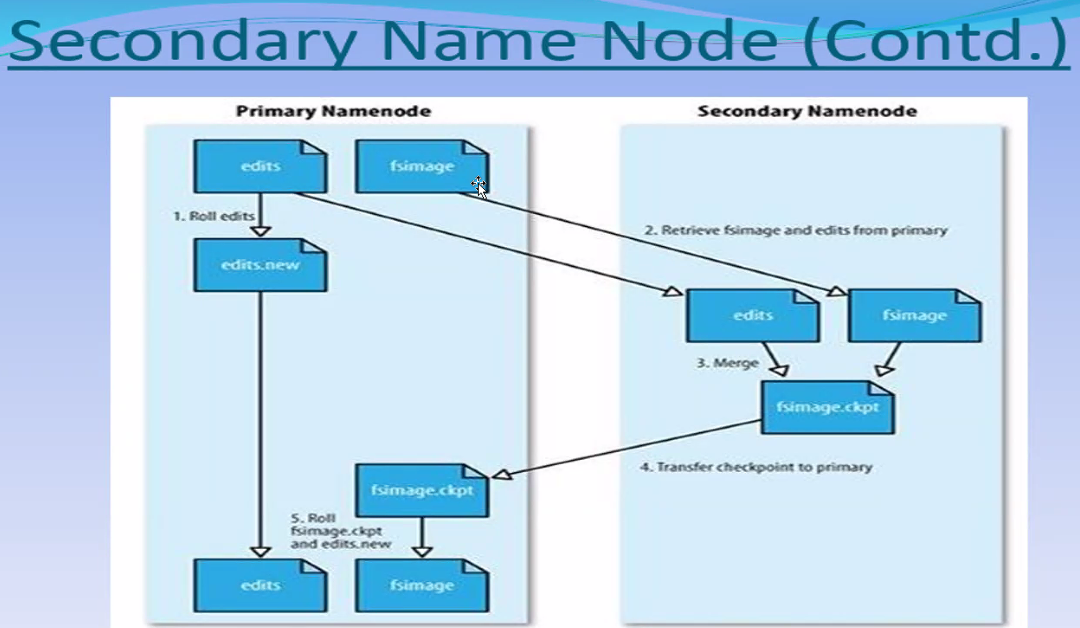 Secondary Name Node (Contd.)
Primary Namenode
Secondary Namenode
edits
fsimage
1. Roll edits
2. Retrieve fsimage and edits from primary
edits.new
edits
fsimage
3. Merge
fsimage.ckpt
4. Transfer checkpoint to primary
fsimage.ckpt
5. Roll
fsimage.ckpt
and edits.new
edits
fsimage